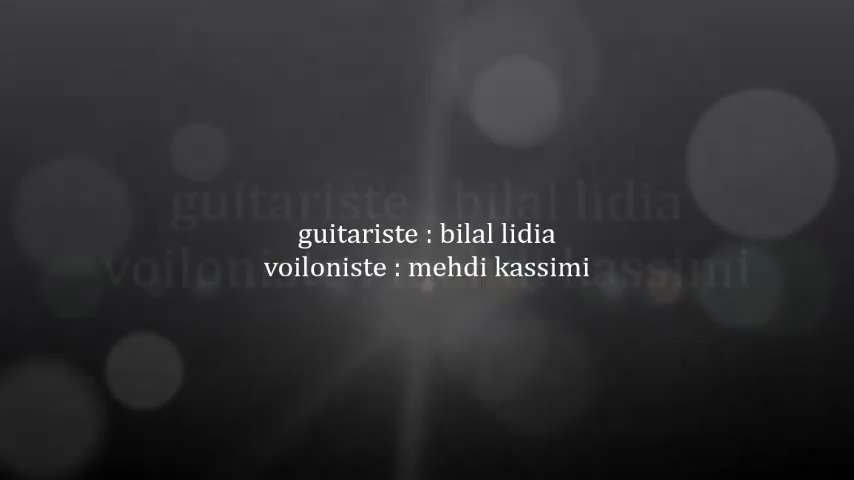 guitariste : bilal lidia
voiloniste : mehdi kassimi